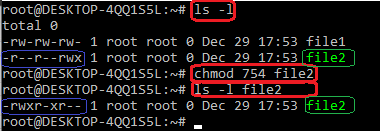 root@DESKTOP-4QQ1S5L:~# ls -l
total 0
-rw-rw-rw- 1 root root 0 Dec 29 17:53 file1
-r--r--rwx 1 root root 0 Dec 29 17:53 file2
root@DESKTOP-4QQ1S5L:~# chmod 754 file2
root@DESKTOP-4QQ1S5L:~# ls -l file2
-rwxr-xr-- 1 root root 0 Dec 29 17:53 file2
root@DESKTOP-4QQ1S5L:~#